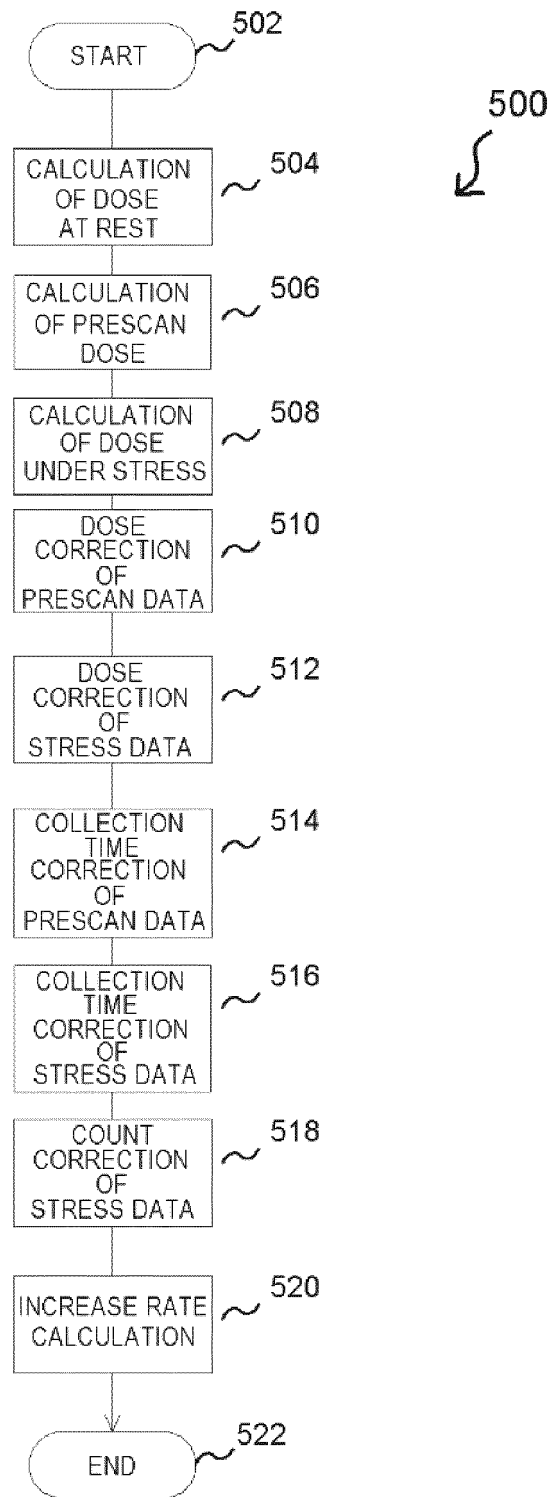 START
502
500
CALCULATION
OF DOSE
AT REST
504
CALCULATION
OF PRESCAN
DOSE
506
CALCULATION
OF DOSE
UNDER STRESS
508
DOSE
CORRECTION
OF
PRESCAN DATA
510
DOSE
CORRECTION
OF
STRESS DATA
512
COLLECTION
TIME
CORRECTION
OF
PRESCAN DATA
514
COLLECTION
TIME
CORRECTION
OF
STRESS DATA
516
COUNT
CORRECTION
OF
STRESS DATA
518
INCREASE RATE
CALCULATION
520
END
522